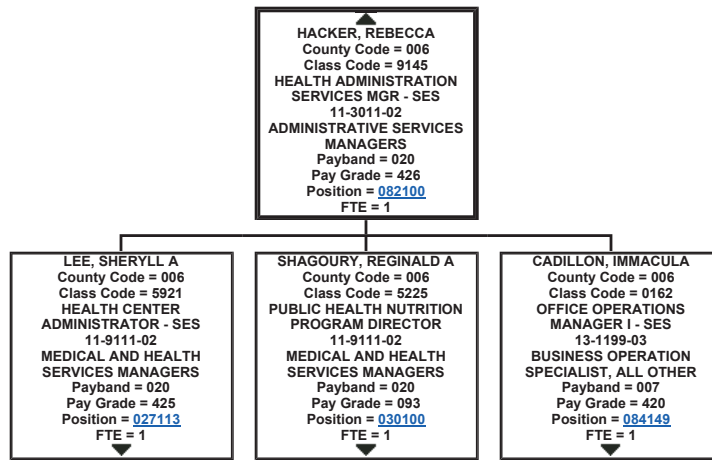 HACKER, REBECCA
County Code = 006
Class Code = 9145
HEALTH ADMINISTRATION
SERVICES MGR - SES
11-3011-02
ADMINISTRATIVE SERVICES
MANAGERS
Payband = 020
Pay Grade = 426
Position = 082100
FTE = 1
LEE, SHERYLL A
County Code = 006
Class Code = 5921
HEALTH CENTER
ADMINISTRATOR - SES
11-9111-02
MEDICAL AND HEALTH
SERVICES MANAGERS
Payband = 020
Pay Grade = 425
Position = 027113
FTE = 1
SHAGOURY, REGINALD A
County Code = 006
Class Code = 5225
PUBLIC HEALTH NUTRITION
PROGRAM DIRECTOR
11-9111-02
MEDICAL AND HEALTH
SERVICES MANAGERS
Payband = 020
Pay Grade = 093
Position = 030100
FTE = 1
CADILLON, IMMACULA
County Code = 006
Class Code = 0162
OFFICE OPERATIONS
MANAGER I - SES
13-1199-03
BUSINESS OPERATION
SPECIALIST, ALL OTHER
Payband = 007
Pay Grade = 420
Position = 084149
FTE = 1